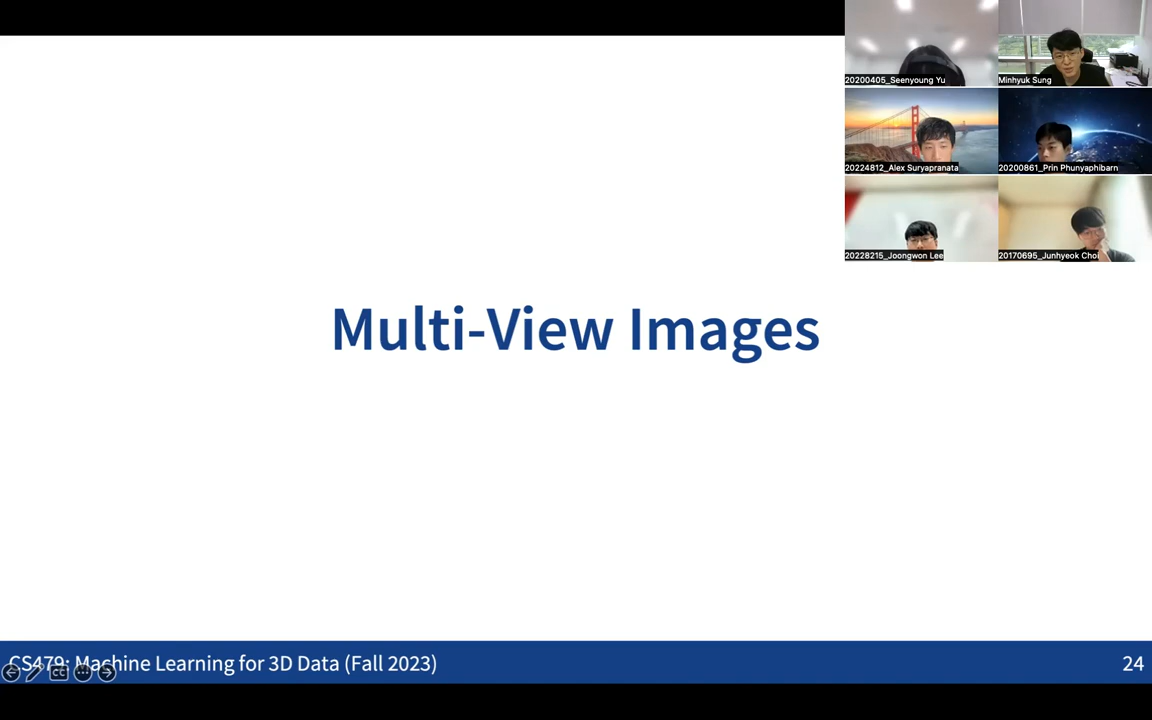 20200405_Seenyoung Yu
Minhyuk Sung
20224812_Alex Suryapranata
20200861_Prin Phunyaphibarn
20228215_Joongwon Lee
20170695_Junhyeok Choi
Multi-View Images
CS479: Machine Learning for 3D Data (Fall 2023)
24
CC